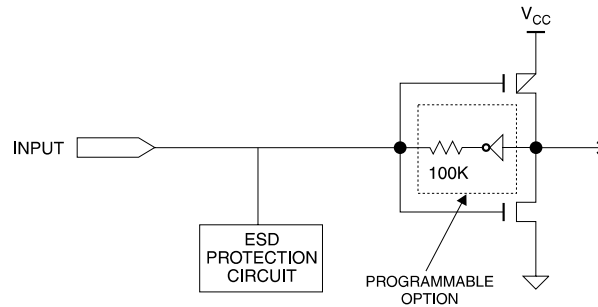 VCC
INPUT
100K
ESD
PROTECTION
CIRCUIT
PROGRAMMABLE
OPTION